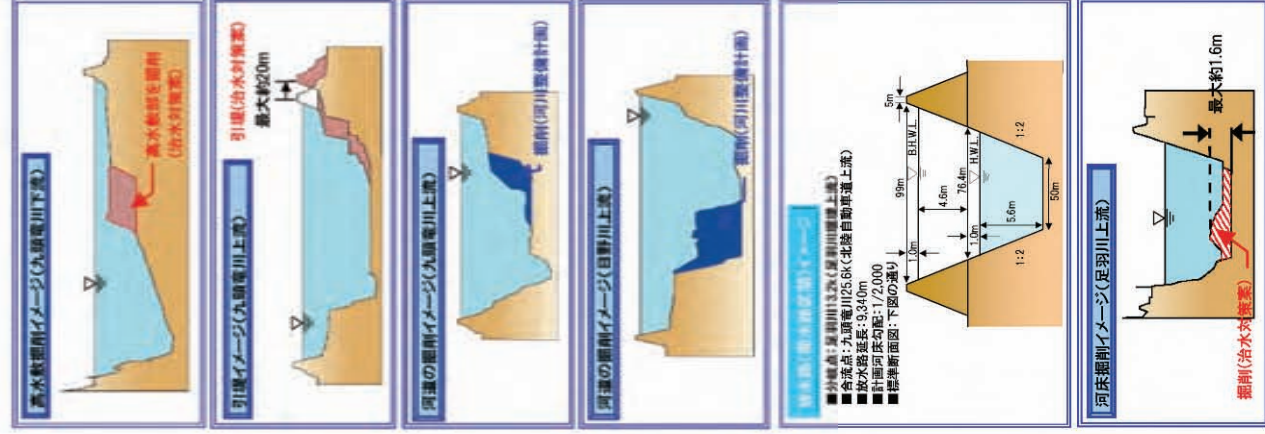 高水敷掘削イメージ(九頭竜川下流)
高水敷部を掘削
(治水対策案)
引堤イメージ(九頭竜川上流)
引堤(治水対策案)
最大約20m
河道の掘削イメージ(九頭竜川上流)
掘削(河川整備計画)
河道の掘削イメージ(日野川上流)
掘削(河川整備計画)
■分岐点:足羽川13.2k(足羽川堰堤上流)
■合流点:九頭竜川25.6k(北陸自動車道上流)
■放水路延長:9,340m
■計画河床勾配:1/2,000
■標準断面図:下図の通り
5m
99m
B.H.W.L.
1.0m
4.6m
76.4m
H.W.L.
1.0m
5.6m
1:2
1:2
50m
河床掘削イメージ(足羽川上流)
最大約1.6m
掘削(治水対策案)